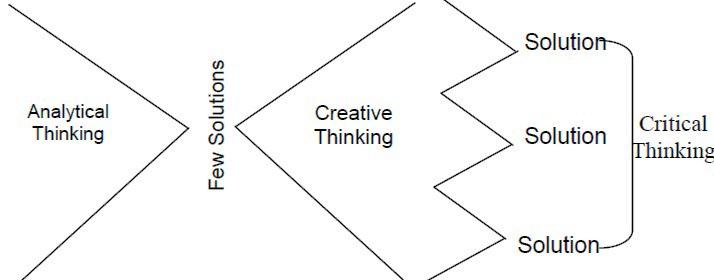 Analytical
Thinking
Few Solutions
Creative
Thinking
Solution
Solution
Solution
Critical
Thinking